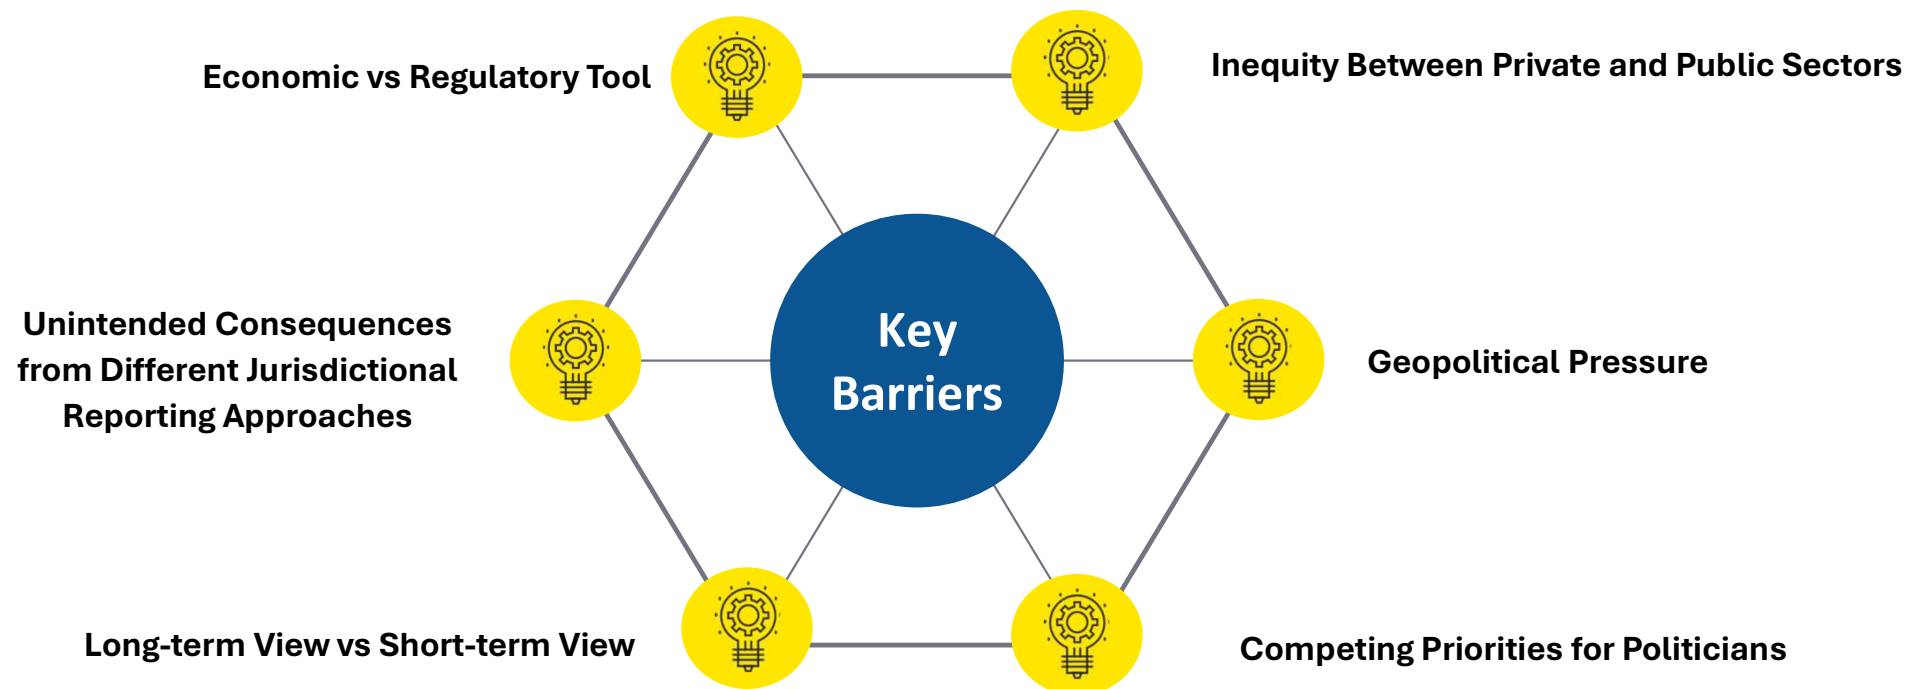 Economic vs Regulatory Tool
Inequity Between Private and Public Sectors
Unintended Consequences
from Different Jurisdictional
Reporting Approaches
Key
Barriers
Geopolitical Pressure
Long-term View vs Short-term View
Competing Priorities for Politicians